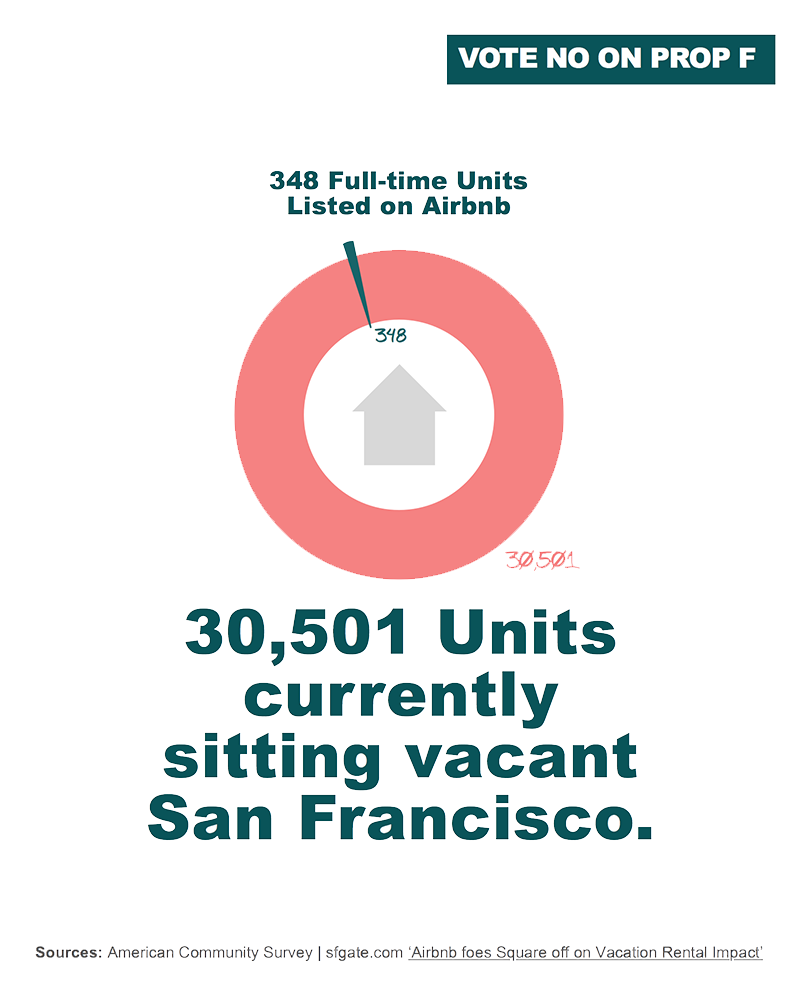 VOTE NO ON PROP F
348 Full-time Units
Listed on Airbnb
348
30,501
30,501 Units
currently
sitting vacant
San Francisco.
Sources: American Community Survey | sfgate.com ‘Airbnb foes Square off on Vacation Rental Impact’